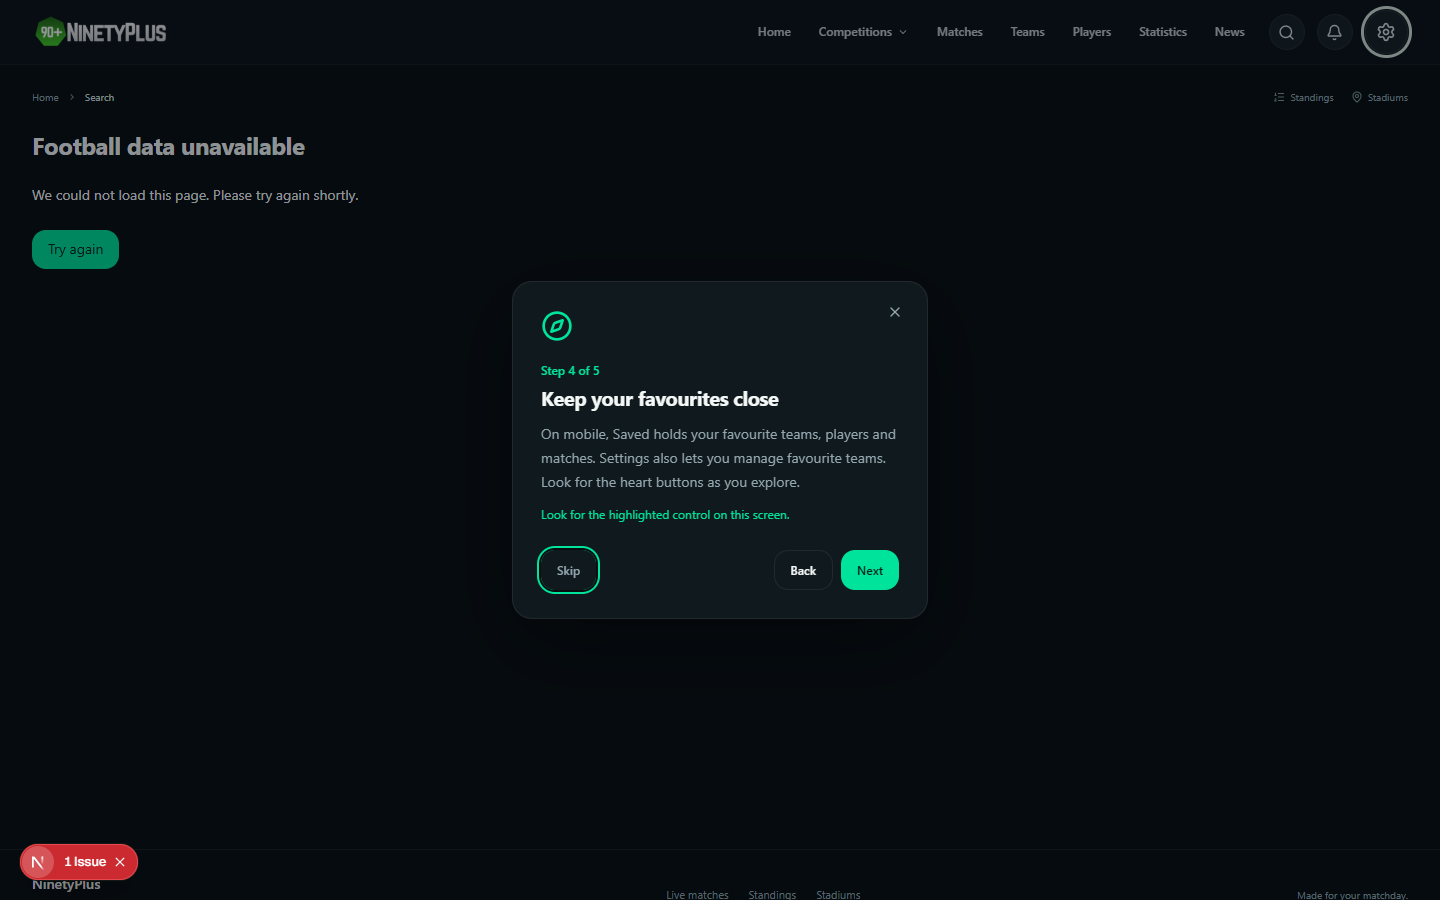 90+ NINETYPLUS
Home Competitions Matches Teams Players Statistics News
Home > Search
Standings Stadiums
Football data unavailable
We could not load this page. Please try again shortly.
Try again
Step 4 of 5
Keep your favourites close
On mobile, Saved holds your favourite teams, players and
matches. Settings also lets you manage favourite teams.
Look for the heart buttons as you explore.
Look for the highlighted control on this screen.
Skip Back Next
N 1 Issue
NinetyPlus
Live matches Standings Stadiums
Made for your matchday.